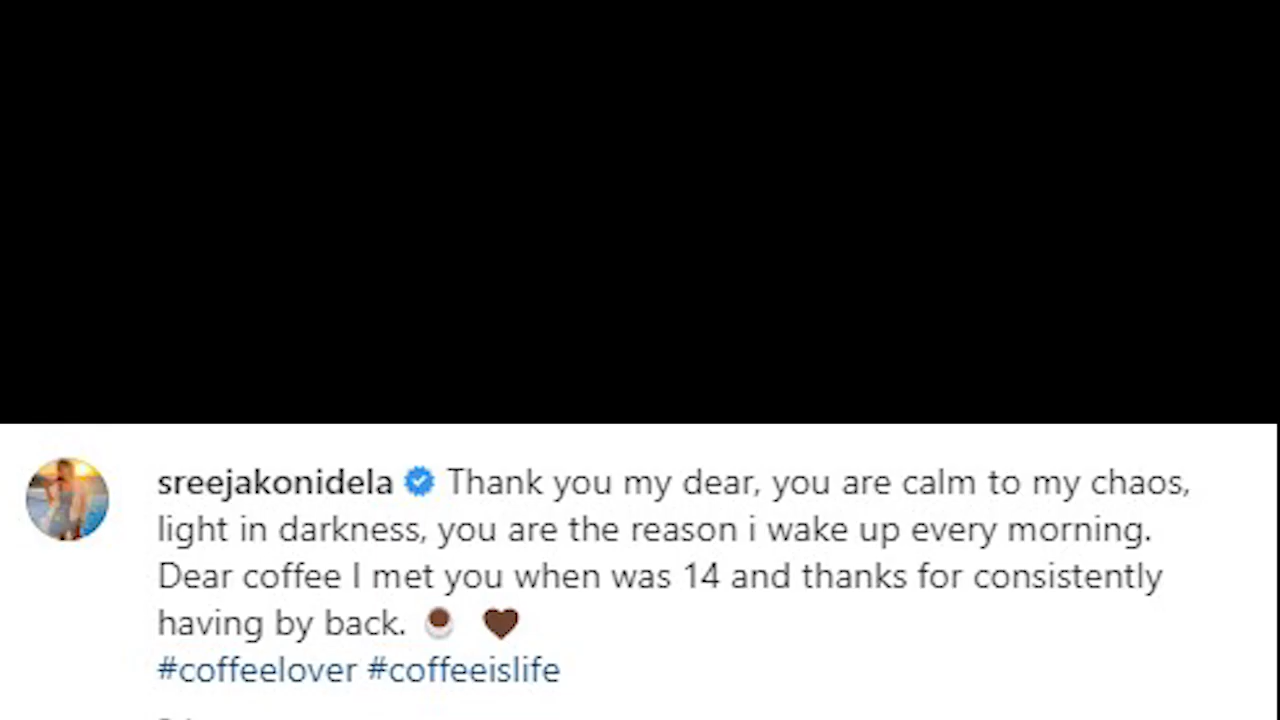 sreejakonidela Thank you my dear, you are calm to my chaos,
light in darkness, you are the reason i wake up every morning.
Dear coffee I met you when was 14 and thanks for consistently
having by back. ☕ 🤎
#coffeelover #coffeeislife